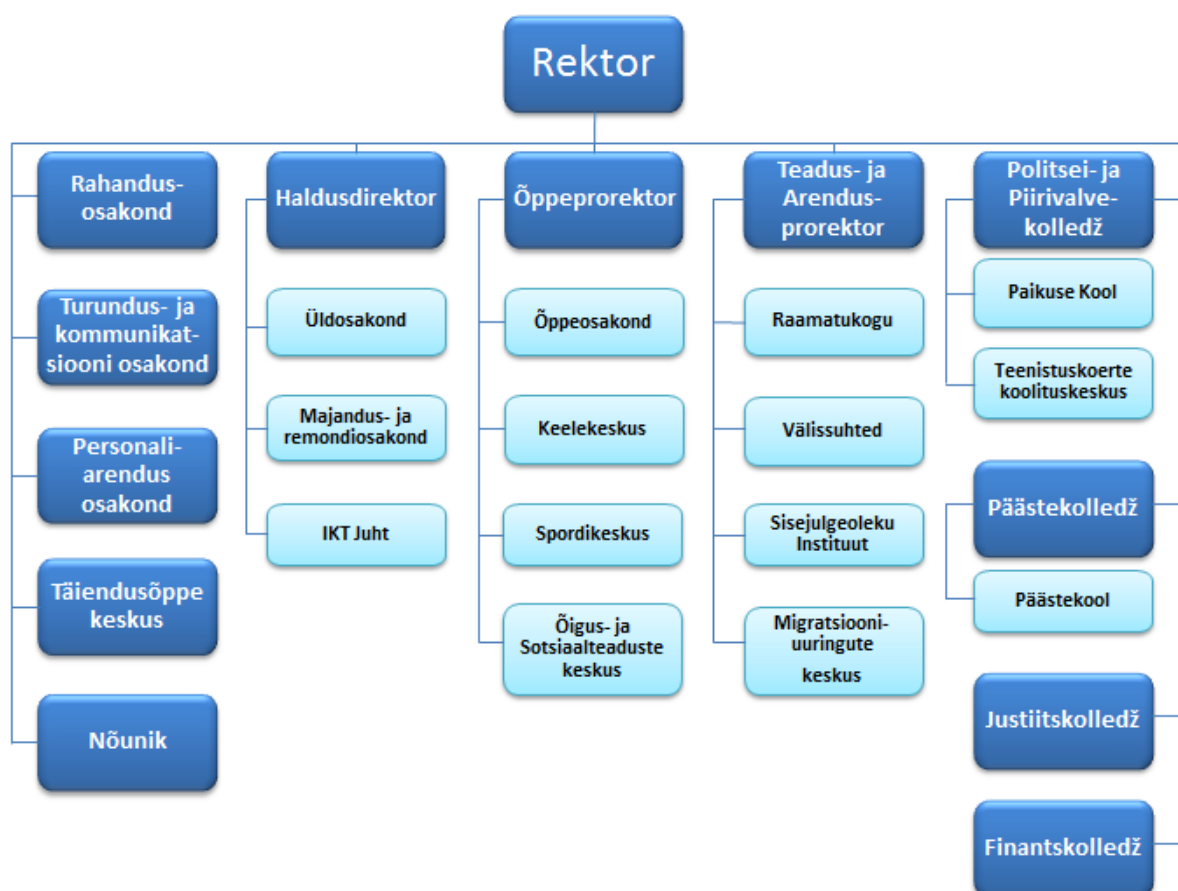 Rektor
Rahandus-
osakond
Turundus- ja
kommunikat-
siooni osakond
Personali-
arendus
osakond
Täiendusõppe
keskus
Nõunik
Haldusdirektor
Üldosakond
Majandus- ja
remondiosakond
IKT Juht
Õppeprorektor
Õppeosakond
Keelekeskus
Spordikeskus
Õigus- ja
Sotsiaalteaduste
keskus
Teadus- ja
Arendus-
prorektor
Raamatukogu
Välissuhted
Sisejulgeoleku
Instituut
Migratsiooni-
uuringute
keskus
Politsei- ja
Piirivalve-
kolledž
Paikuse Kool
Teenistuskoerte
koolituskeskus
Päästekolledž
Päästekool
Justiitskolledž
Finantskolledž